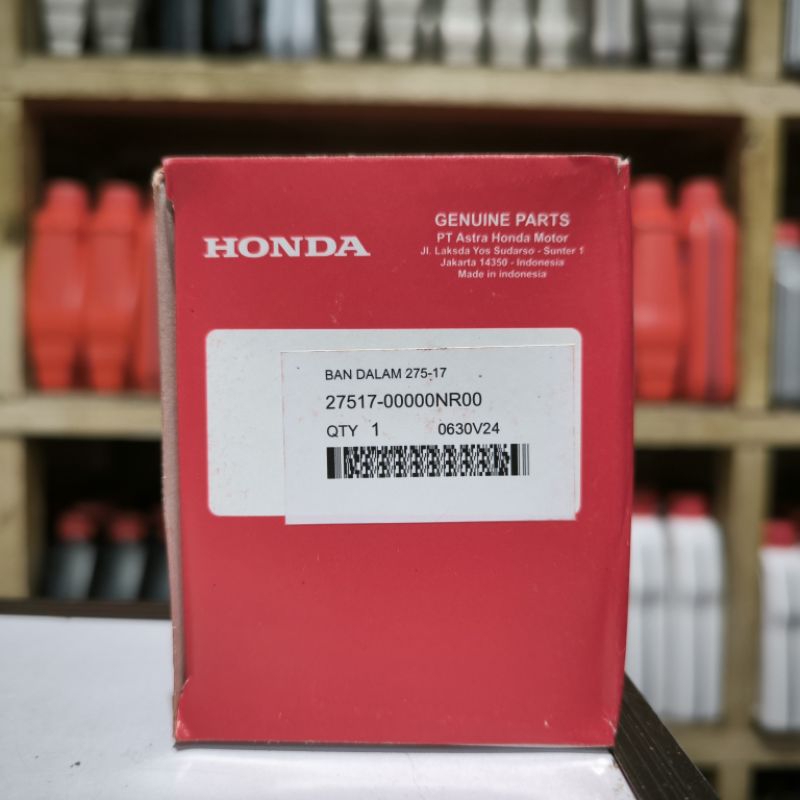 HONDA
GENUINE PARTS
PT Astra Honda Motor
Jl. Laksda Yos Sudarso - Sunter 1
Jakarta 14350 - Indonesia
Made in indonesia
BAN DALAM 275-17
27517-00000NR00
QTY 1 0630V24